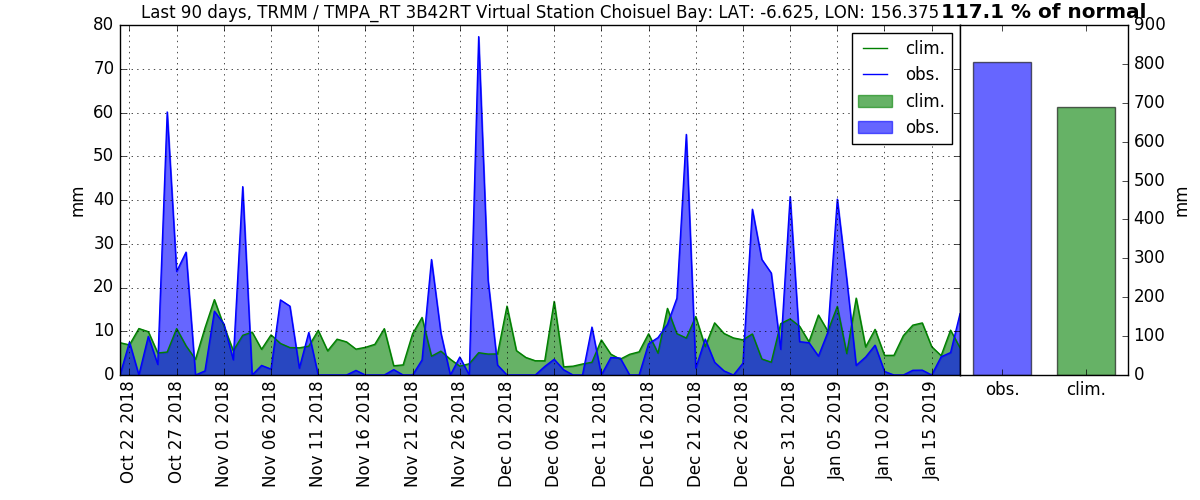 Last 90 days, TRMM / TMPA_RT 3B42RT Virtual Station Choisuel Bay: LAT: -6.625, LON: 156.375 117.1 % of normal
80
70
60
50
40
30
20
10
0
mm
clim.
obs.
clim.
obs.
900
800
700
600
500
400
300
200
100
0
mm
Oct 22 2018
Oct 27 2018
Nov 01 2018
Nov 06 2018
Nov 11 2018
Nov 16 2018
Nov 21 2018
Nov 26 2018
Dec 01 2018
Dec 06 2018
Dec 11 2018
Dec 16 2018
Dec 21 2018
Dec 26 2018
Dec 31 2018
Jan 05 2019
Jan 10 2019
Jan 15 2019
obs.
clim.